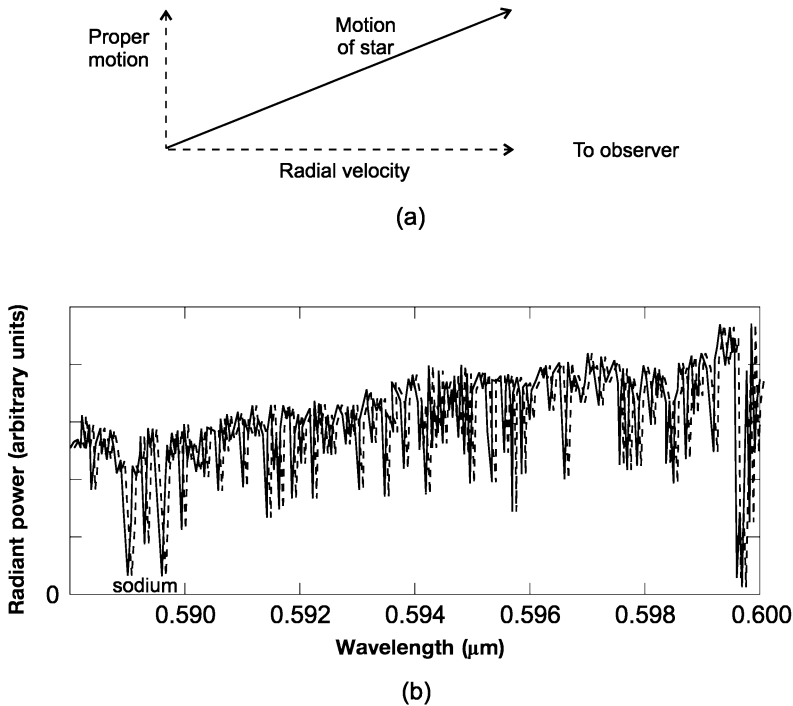 Proper
motion
Motion
of star
To observer
Radial velocity
(a)
Radiant power (arbitrary units)
0
sodium
0.590 0.592 0.594 0.596 0.598 0.600
Wavelength (μm)
(b)